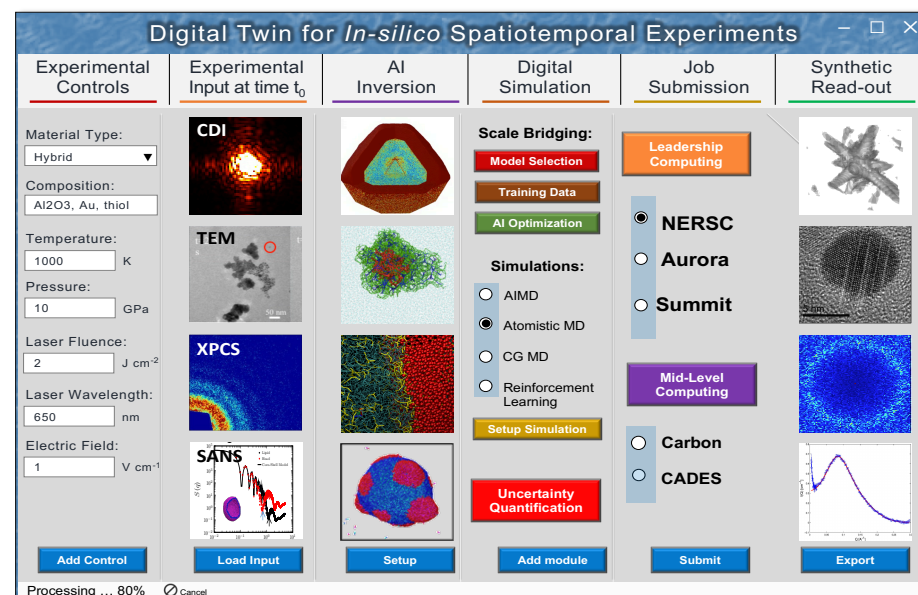 Digital Twin for In-silico Spatiotemporal Experiments
Experimental
Controls
Experimental
Input at time t0
AI
Inversion
Digital
Simulation
Job
Submission
Synthetic
Read-out
Material Type:
Hybrid
Composition:
Al2O3, Au, thiol
Temperature:
1000 K
Pressure:
10 GPa
Laser Fluence:
2 J cm-2
Laser Wavelength:
650 nm
Electric Field:
1 V cm-1
Add Control
CDI
TEM
50 nm
XPCS
SANS
S(q)
Load Input
Setup
Scale Bridging:
Model Selection
Training Data
AI Optimization
Simulations:
AIMD
Atomistic MD
CG MD
Reinforcement
Learning
Setup Simulation
Uncertainty
Quantification
Add module
Leadership
Computing
NERSC
Aurora
Summit
Mid-Level
Computing
Carbon
CADES
Submit
Export
Processing ... 80%
Cancel